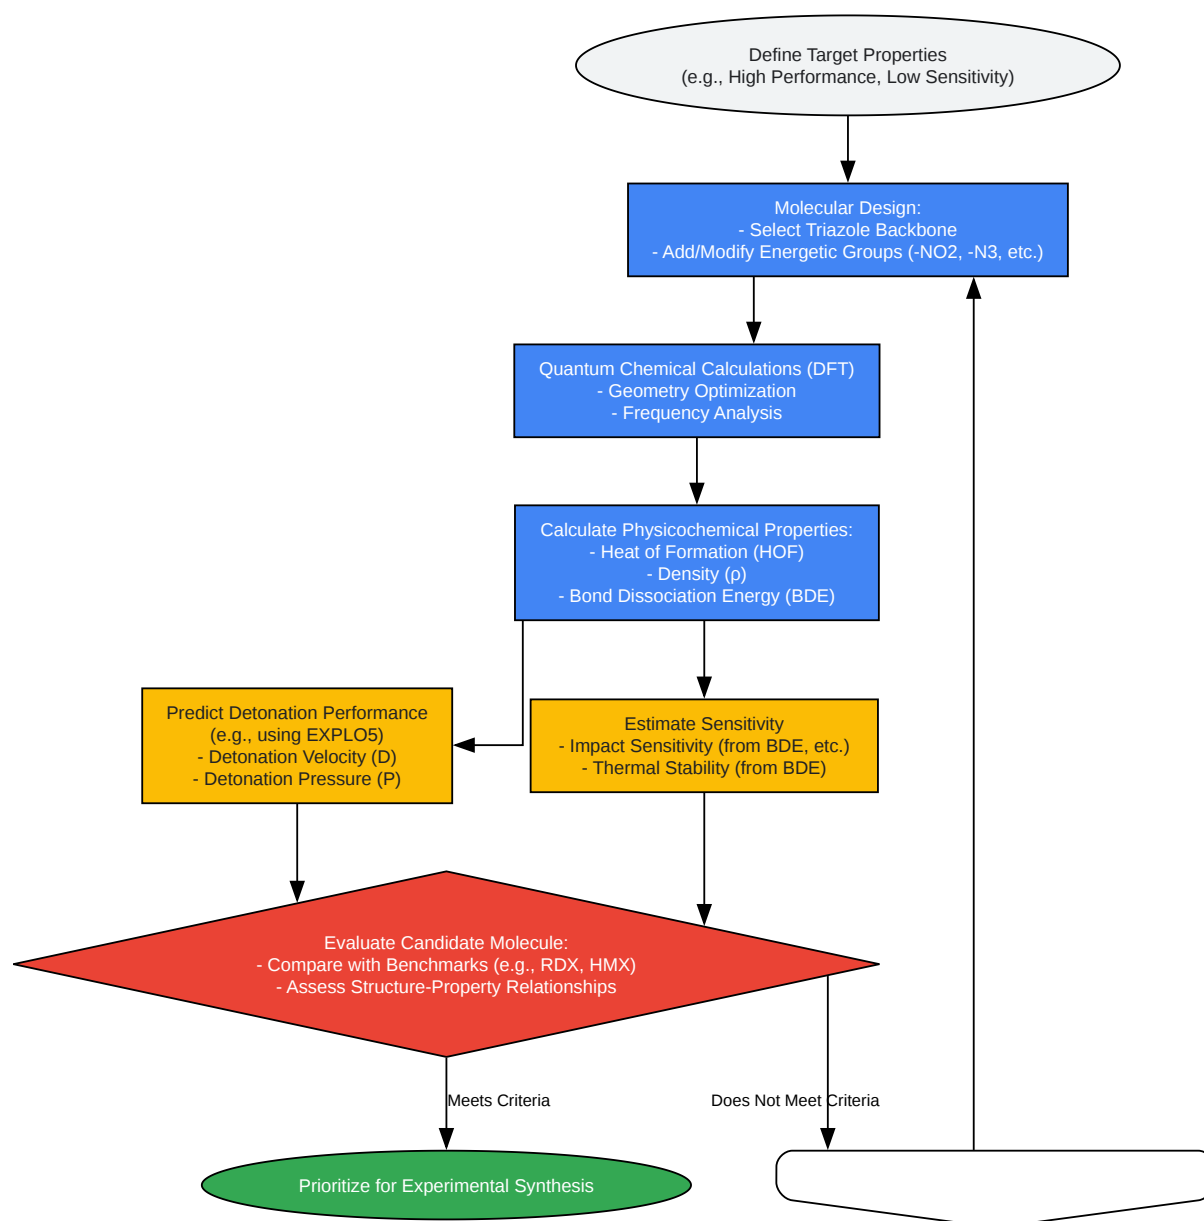 Define Target Properties
(e.g., High Performance, Low Sensitivity)
Molecular Design:
- Select Triazole Backbone
- Add/Modify Energetic Groups (-NO2, -N3, etc.)
Quantum Chemical Calculations (DFT)
- Geometry Optimization
- Frequency Analysis
Calculate Physicochemical Properties:
- Heat of Formation (HOF)
- Density (ρ)
- Bond Dissociation Energy (BDE)
Predict Detonation Performance
(e.g., using EXPLO5)
- Detonation Velocity (D)
- Detonation Pressure (P)
Estimate Sensitivity
- Impact Sensitivity (from BDE, etc.)
- Thermal Stability (from BDE)
Evaluate Candidate Molecule:
- Compare with Benchmarks (e.g., RDX, HMX)
- Assess Structure-Property Relationships
Meets Criteria
Does Not Meet Criteria
Prioritize for Experimental Synthesis